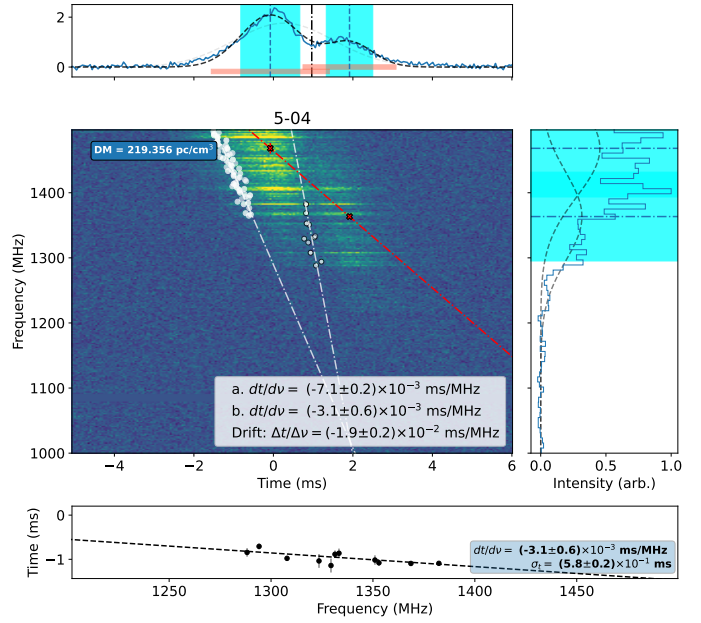 2
0
5-04
DM = 219.356 pc/cm³
1400
1300
1200
1100
1000
Frequency (MHz)
a. dt/dν = (-7.1±0.2)×10⁻³ ms/MHz
b. dt/dν = (-3.1±0.6)×10⁻³ ms/MHz
Drift: Δt/Δν=(-1.9±0.2)×10⁻² ms/MHz
-4 -2 0 2 4 6
Time (ms)
0.0 0.5 1.0
Intensity (arb.)
0
-1
Time (ms)
dt/dν = (-3.1±0.6)×10⁻³ ms/MHz
σt = (5.8±0.2)×10⁻¹ ms
1250 1300 1350 1400 1450
Frequency (MHz)